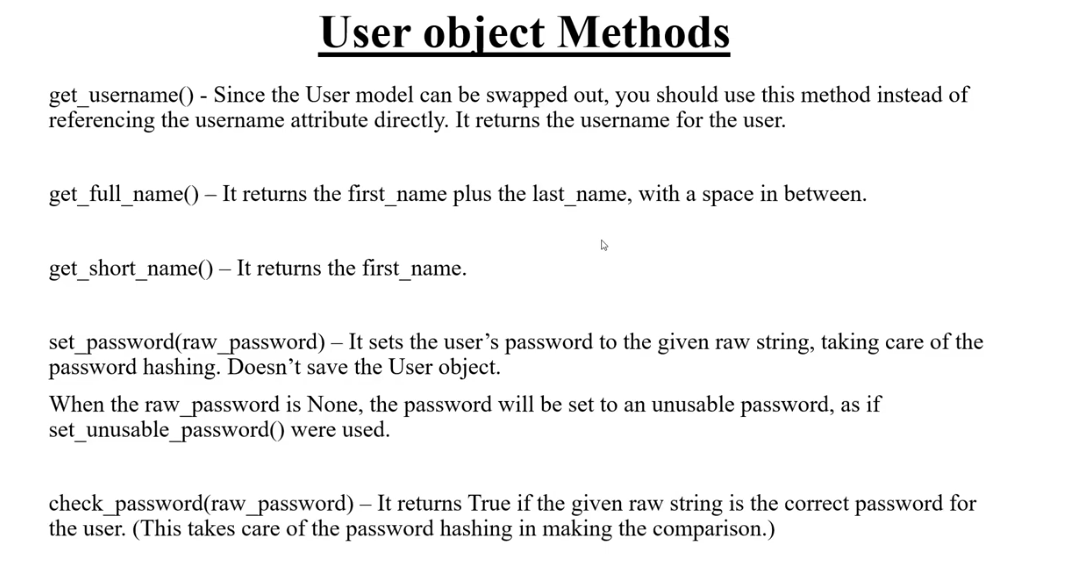 User object Methods
get_username() - Since the User model can be swapped out, you should use this method instead of
referencing the username attribute directly. It returns the username for the user.
get_full_name() – It returns the first_name plus the last_name, with a space in between.
get_short_name() – It returns the first_name.
set_password(raw_password) – It sets the user’s password to the given raw string, taking care of the
password hashing. Doesn’t save the User object.
When the raw_password is None, the password will be set to an unusable password, as if
set_unusable_password() were used.
check_password(raw_password) – It returns True if the given raw string is the correct password for
the user. (This takes care of the password hashing in making the comparison.)